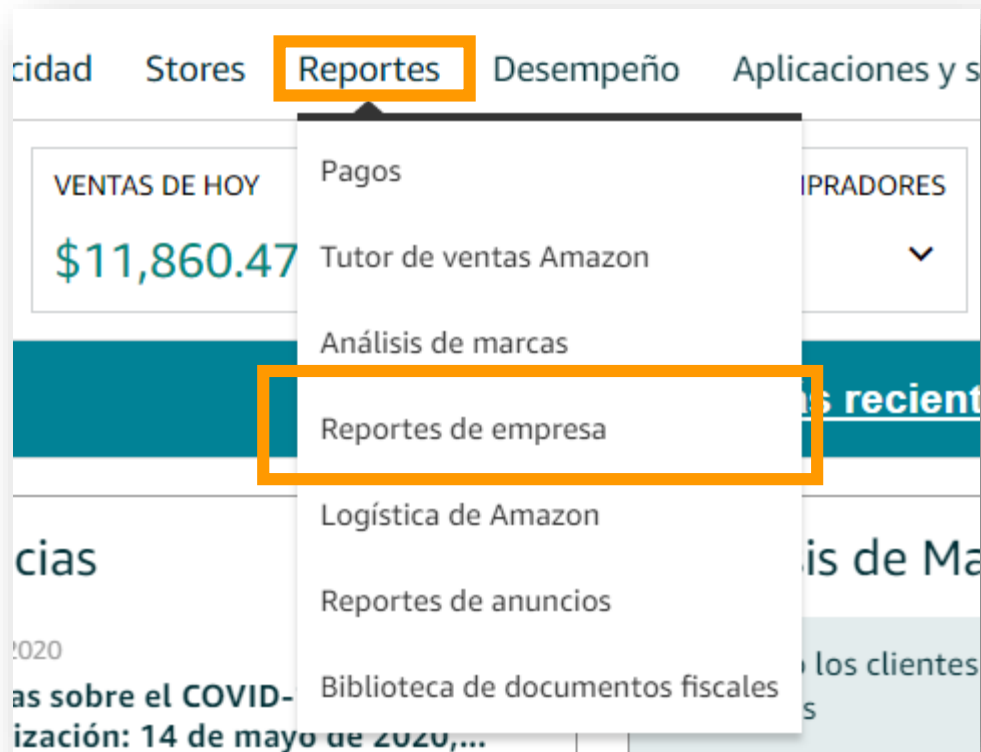 cidad Stores Reportes Desempeño Aplicaciones y s
VENTAS DE HOY
$11,860.47
MPRADORES
Pagos
Tutor de ventas Amazon
Análisis de marcas
Reportes de empresa
Logística de Amazon
Reportes de anuncios
Biblioteca de documentos fiscales
ás recient
cias
2020
as sobre el COVID-
ización: 14 de mayo de 2020,...
is de Ma
los clientes
s